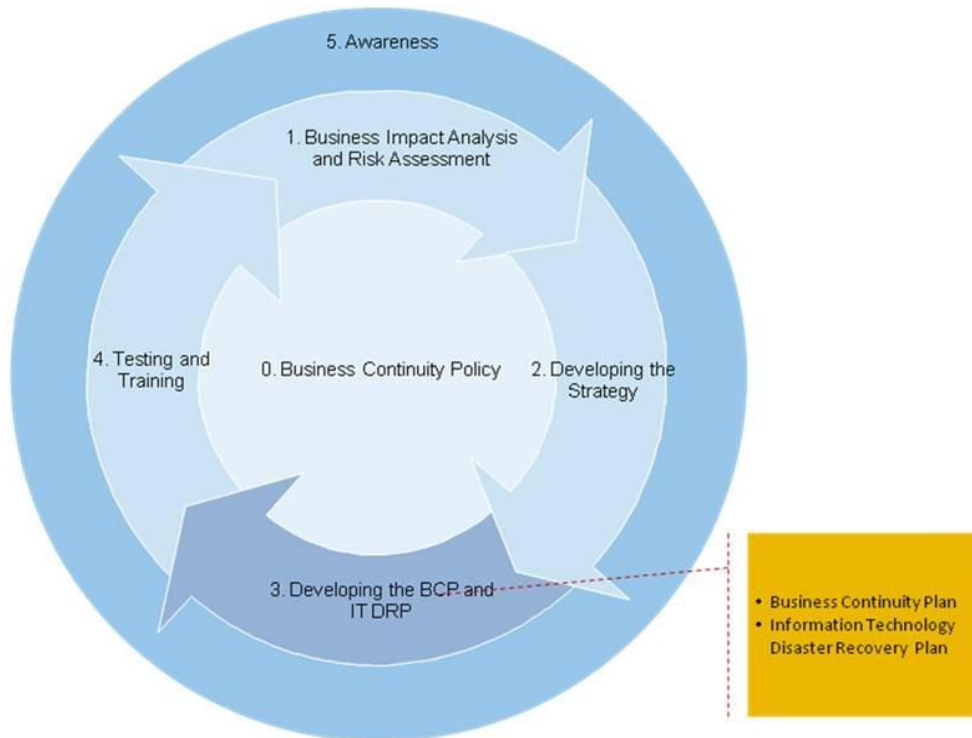 5. Awareness
1. Business Impact Analysis
and Risk Assessment
4. Testing and
Training
0. Business Continuity Policy
2. Developing the
Strategy
3. Developing the BCP and
IT DRP
• Business Continuity Plan
• Information Technology
Disaster Recovery Plan